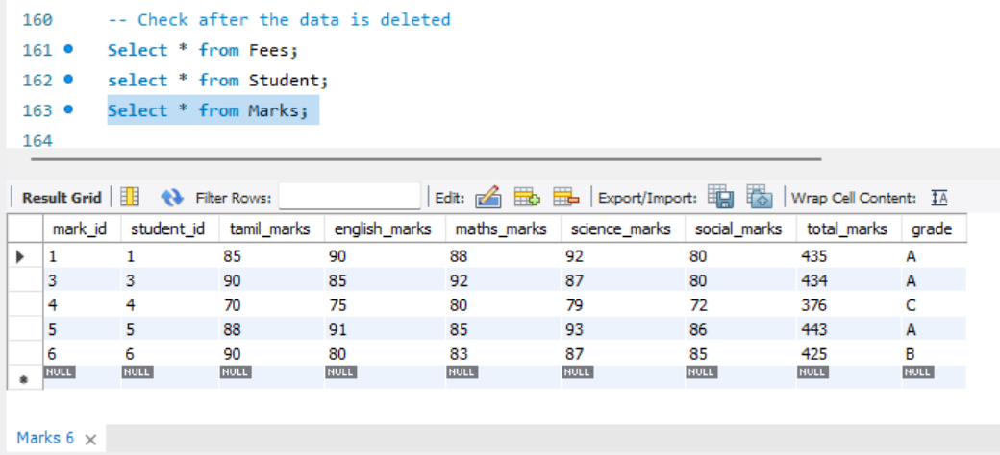 160 -- Check after the data is deleted
161 Select * from Fees;
162 select * from Student;
163 Select * from Marks;
164
Result Grid Filter Rows: Edit: Export/Import: Wrap Cell Content: IA
mark_id student_id tamil_marks english_marks maths_marks science_marks social_marks total_marks grade
1 1 85 90 88 92 80 435 A
3 3 90 85 92 87 80 434 A
4 4 70 75 80 79 72 376 C
5 5 88 91 85 93 86 443 A
6 6 90 80 83 87 85 425 B
NULL NULL NULL NULL NULL NULL NULL NULL NULL
Marks 6